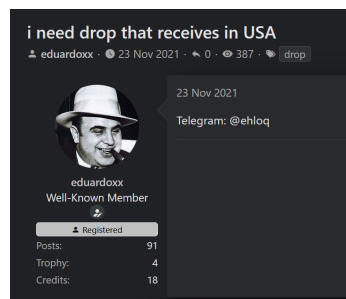 i need drop that receives in USA
eduardoxx · 23 Nov 2021 · 0 · 387 · drop
23 Nov 2021
Telegram: @ehloq
eduardoxx
Well-Known Member
Registered
Posts: 91
Trophy: 4
Credits: 18